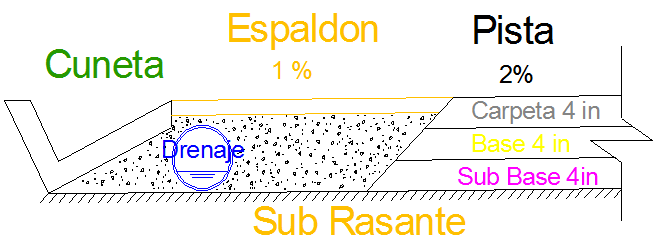 Espaldon
Pista
Cuneta
1 %
2%
Carpeta 4 in
Drenaje
Base 4 in
Sub Base 4in
Sub Rasante